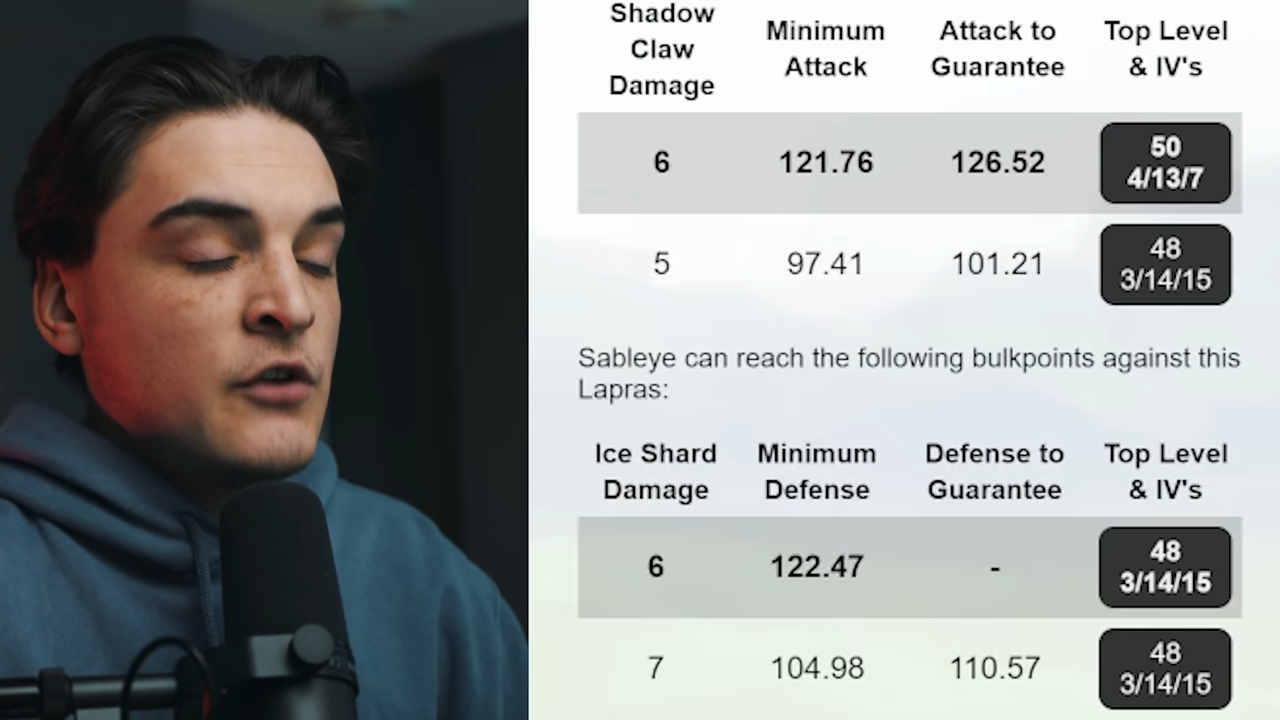 Shadow Claw Damage
Minimum Attack
Attack to Guarantee
Top Level & IV's
6
121.76
126.52
50
4/13/7
5
97.41
101.21
48
3/14/15
Sableye can reach the following bulkpoints against this
Lapras:
Ice Shard Damage
Minimum Defense
Defense to Guarantee
Top Level & IV's
6
122.47
-
48
3/14/15
7
104.98
110.57
48
3/14/15